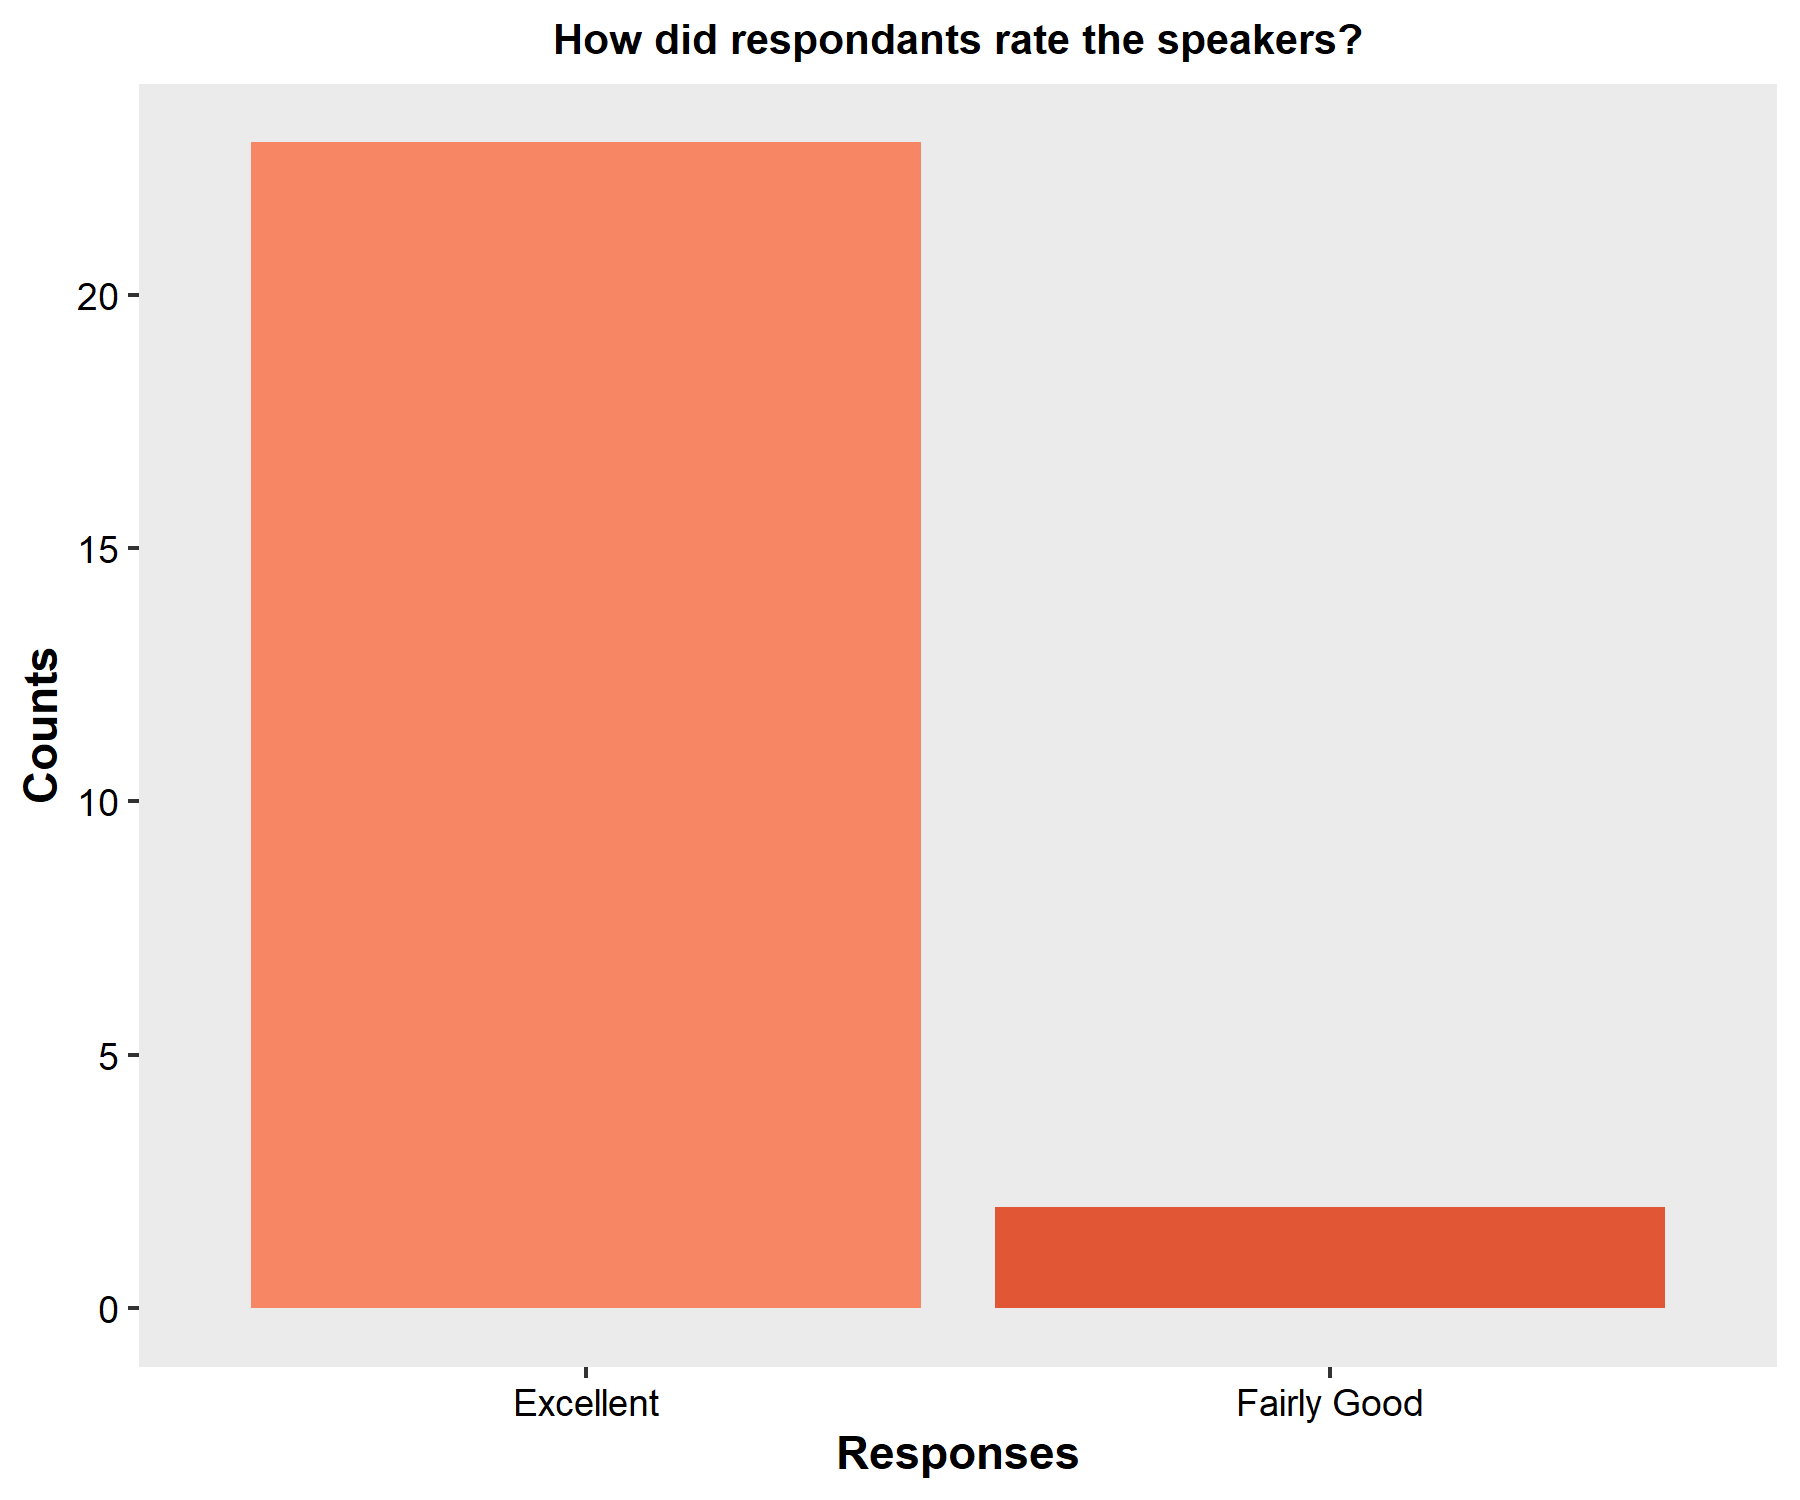 How did respondants rate the speakers?
Counts
20
15
10
5
0
Excellent
Fairly Good
Responses